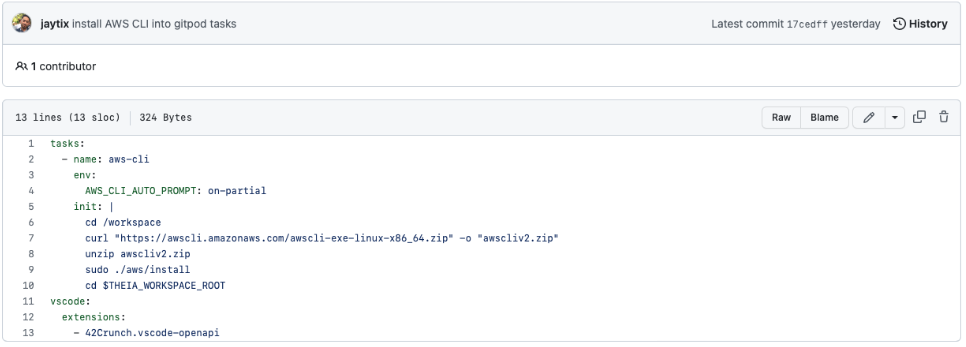 jaytix install AWS CLI into gitpod tasks Latest commit 17cedff yesterday History
1 contributor
13 lines (13 sloc) 324 Bytes Raw Blame
1 tasks:
2 - name: aws-cli
3 env:
4 AWS_CLI_AUTO_PROMPT: on-partial
5 init: |
6 cd /workspace
7 curl "https://awscli.amazonaws.com/awscli-exe-linux-x86_64.zip" -o "awscliv2.zip"
8 unzip awscliv2.zip
9 sudo ./aws/install
10 cd $THEIA_WORKSPACE_ROOT
11 vscode:
12 extensions:
13 - 42Crunch.vscode-openapi